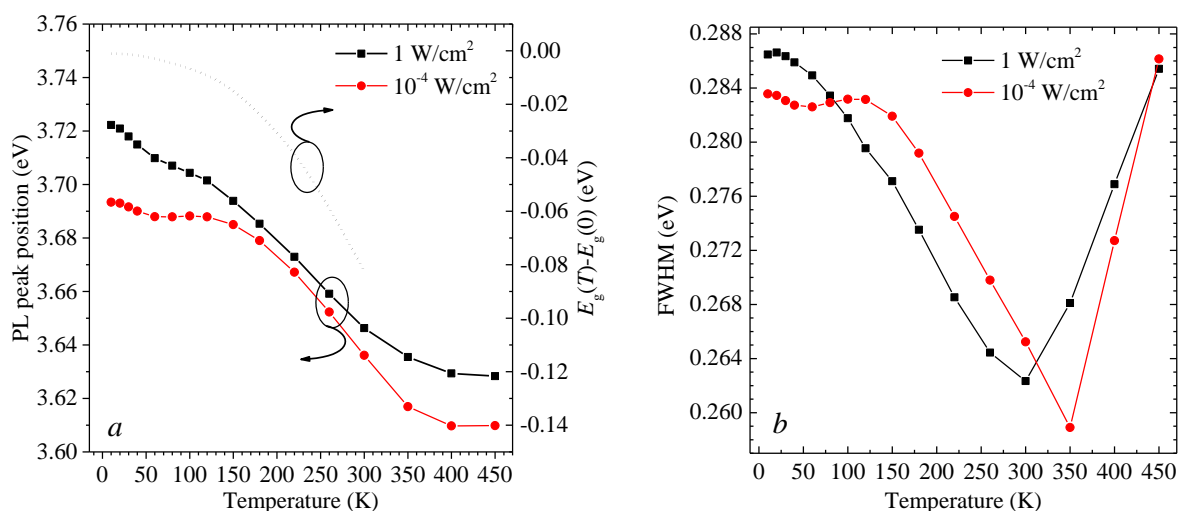 3.76
3.74
3.72
3.70
3.68
3.66
3.64
3.62
3.60
PL peak position (eV)
0 50 100 150 200 250 300 350 400 450
Temperature (K)
1 W/cm²
10⁻⁴ W/cm²
a
0.00
-0.02
-0.04
-0.06
-0.08
-0.10
-0.12
-0.14
E_g(T)-E_g(0) (eV)
0.288
0.284
0.280
0.276
0.272
0.268
0.264
0.260
FWHM (eV)
0 50 100 150 200 250 300 350 400 450
Temperature (K)
1 W/cm²
10⁻⁴ W/cm²
b